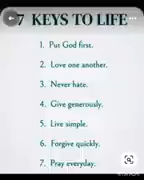 7 KEYS TO LIFE
1. Put God first.
2. Love one another.
3. Never hate.
4. Give generously.
5. Live simple.
6. Forgive quickly.
7. Pray everyday.